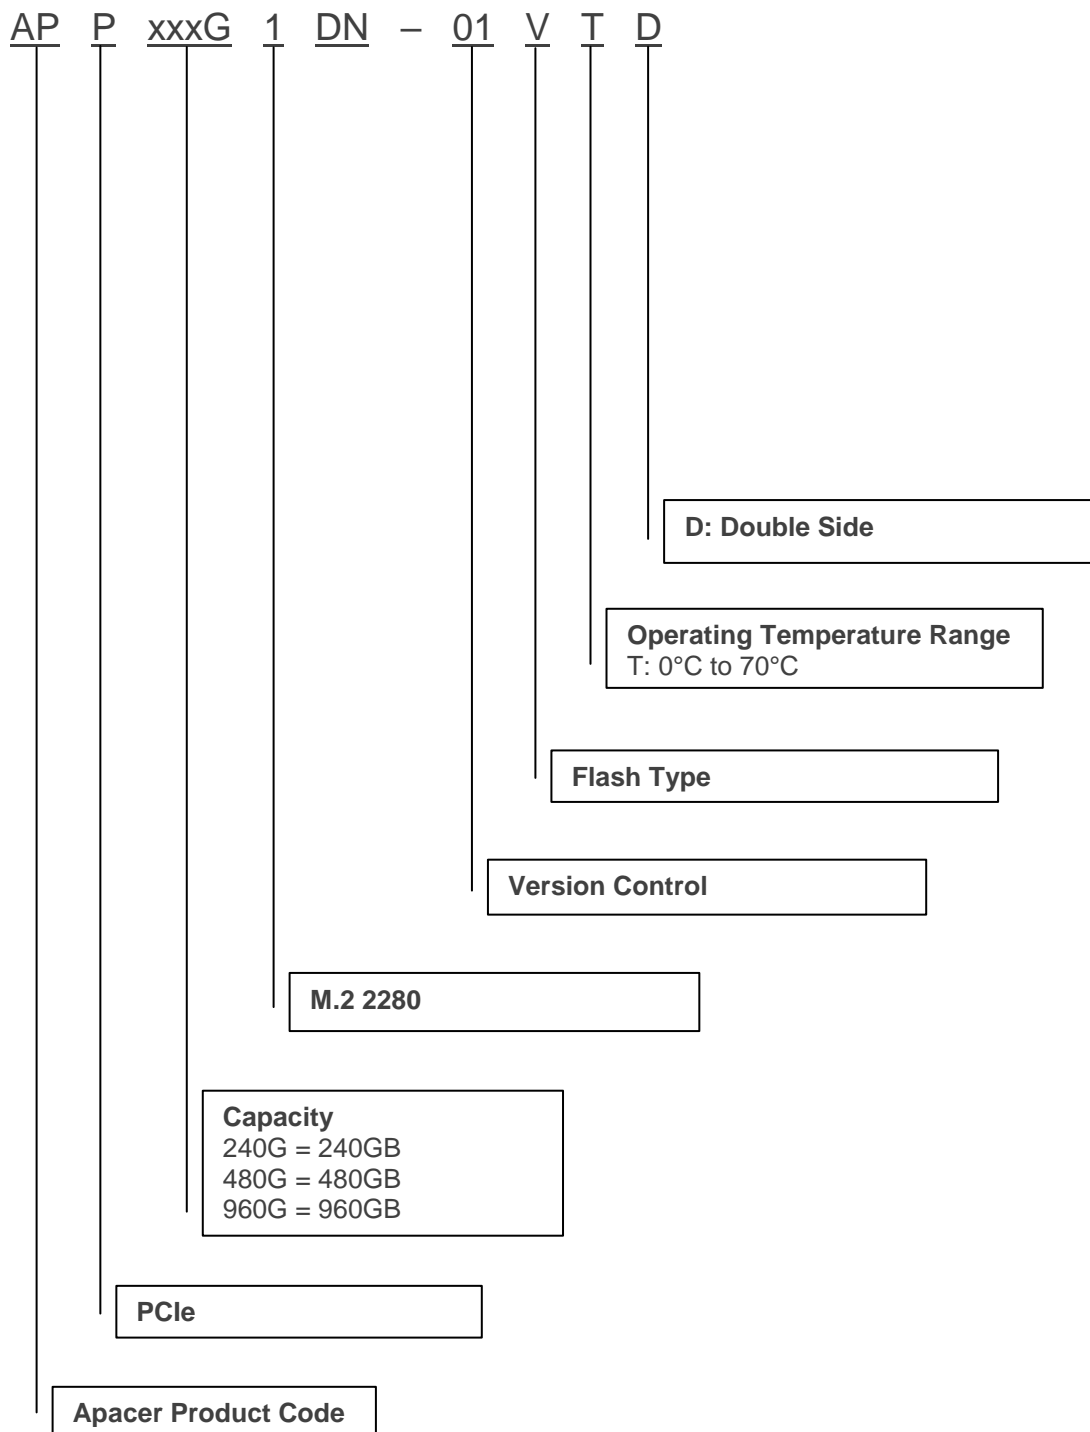 AP P xxxG 1 DN – 01 V T D
D: Double Side
Operating Temperature Range
T: 0°C to 70°C
Flash Type
Version Control
M.2 2280
Capacity
240G = 240GB
480G = 480GB
960G = 960GB
PCIe
Apacer Product Code